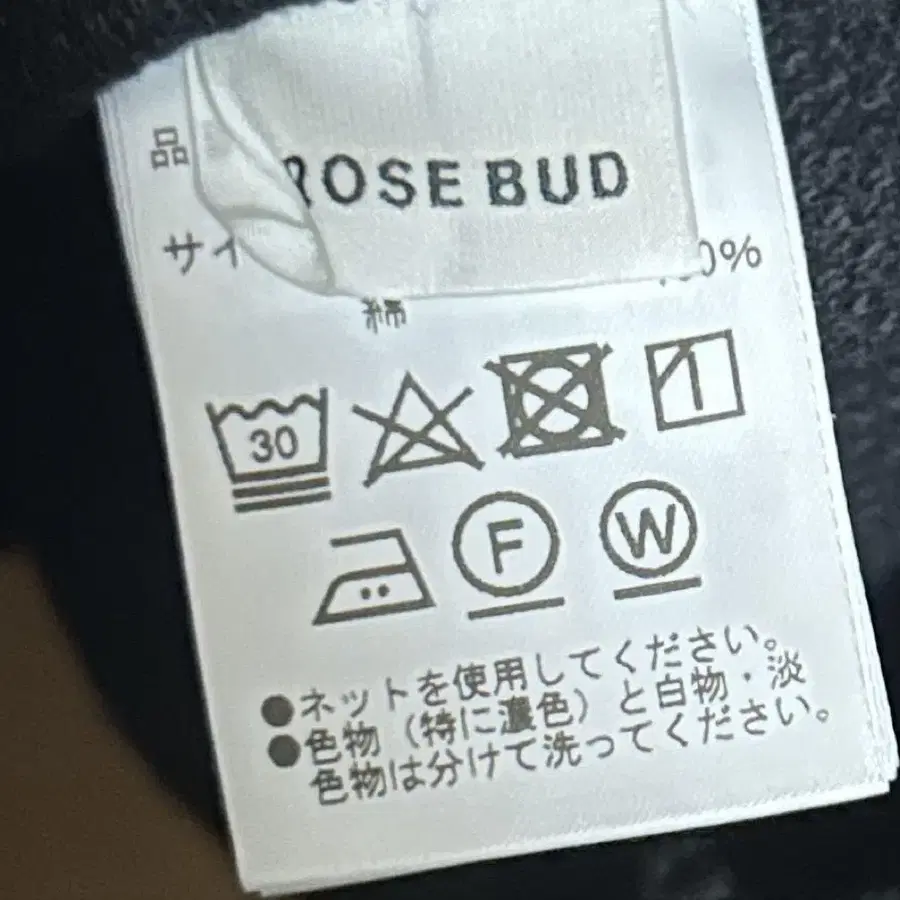 品
ROSE BUD
サイ
綿
30
F
W
●ネットを使用してください。
●色物（特に濃色）と白物・淡
色物は分けて洗ってください。